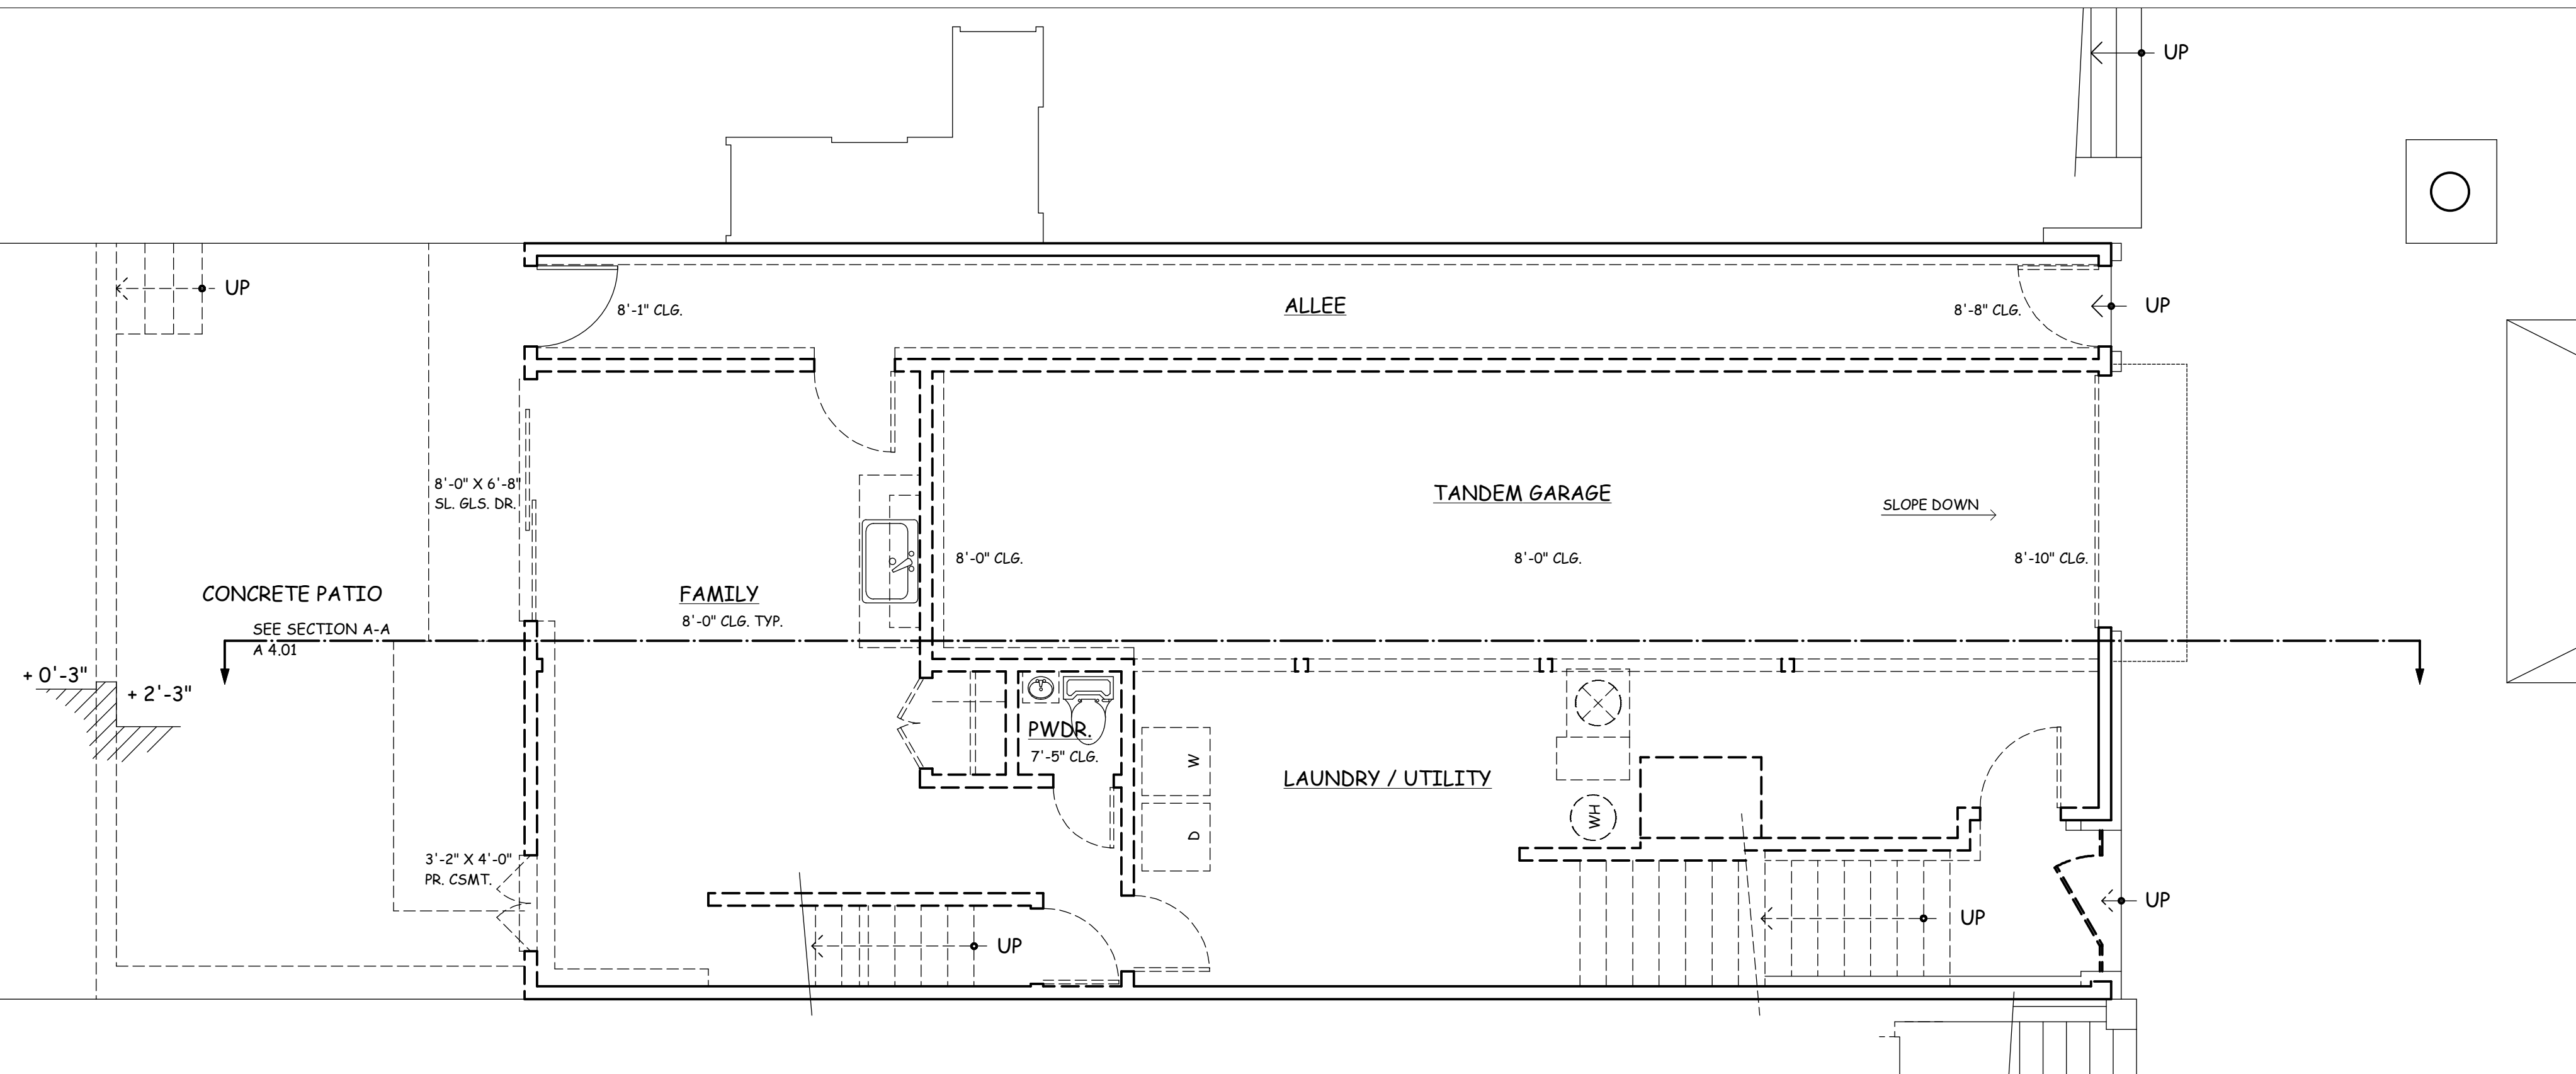 UP
UP
8'-1" CLG.
ALLEE
8'-8" CLG.
UP
8'-0" X 6'-8"
SL. GLS. DR.
TANDEM GARAGE
SLOPE DOWN
8'-0" CLG.
8'-0" CLG.
8'-10" CLG.
CONCRETE PATIO
FAMILY
8'-0" CLG. TYP.
SEE SECTION A-A
A 4.01
+ 0'-3"
+ 2'-3"
PWDR.
7'-5" CLG.
W
D
LAUNDRY / UTILITY
WH
3'-2" X 4'-0"
PR. CSMT.
UP
UP
UP